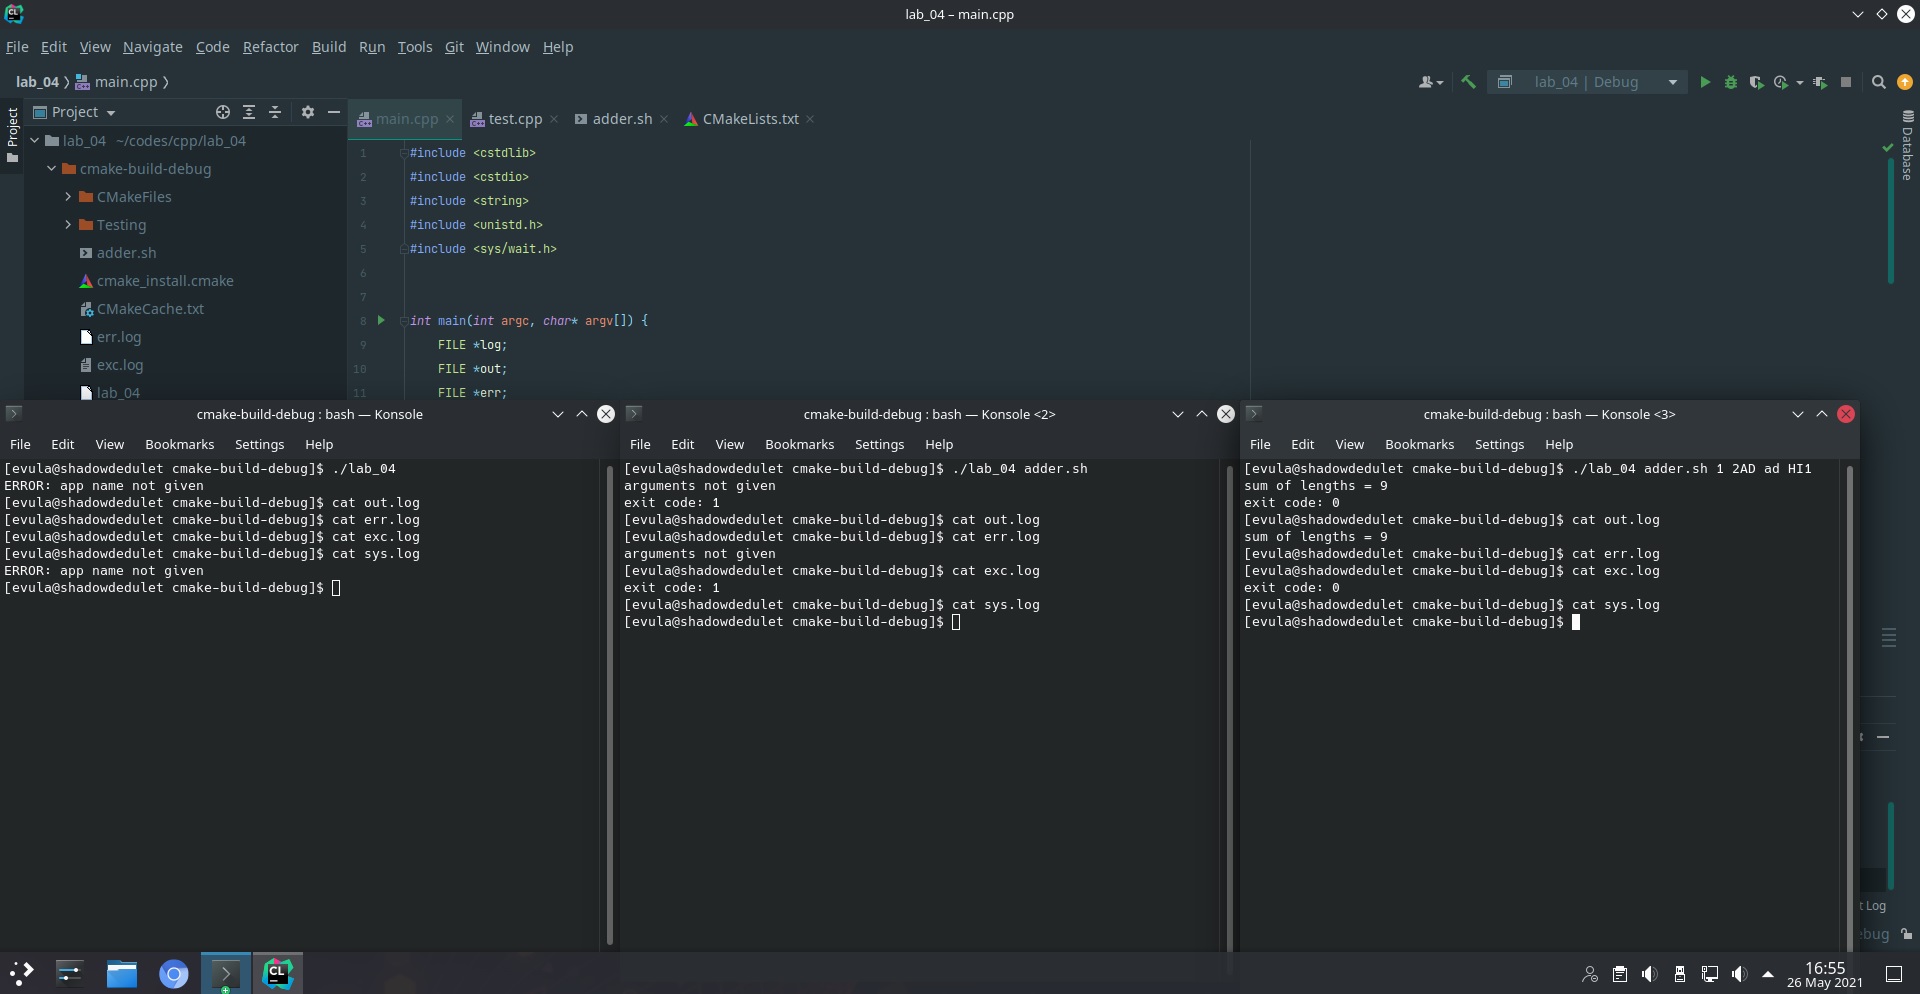 lab_04 – main.cpp
File Edit View Navigate Code Refactor Build Run Tools Git Window Help
lab_04 main.cpp
lab_04 | Debug
Project
Project
main.cpp test.cpp adder.sh CMakeLists.txt
Database
lab_04 ~/codes/cpp/lab_04
cmake-build-debug
CMakeFiles
Testing
adder.sh
cmake_install.cmake
CMakeCache.txt
err.log
exc.log
lab_04
1 #include <cstdlib>
2 #include <cstdio>
3 #include <string>
4 #include <unistd.h>
5 #include <sys/wait.h>
6
7
8 int main(int argc, char* argv[]) {
9 FILE *log;
10 FILE *out;
11 FILE *err;
cmake-build-debug : bash — Konsole
File Edit View Bookmarks Settings Help
[evula@shadowdedulet cmake-build-debug]$ ./lab_04
ERROR: app name not given
[evula@shadowdedulet cmake-build-debug]$ cat out.log
[evula@shadowdedulet cmake-build-debug]$ cat err.log
[evula@shadowdedulet cmake-build-debug]$ cat exc.log
[evula@shadowdedulet cmake-build-debug]$ cat sys.log
ERROR: app name not given
[evula@shadowdedulet cmake-build-debug]$
cmake-build-debug : bash — Konsole <2>
File Edit View Bookmarks Settings Help
[evula@shadowdedulet cmake-build-debug]$ ./lab_04 adder.sh
arguments not given
exit code: 1
[evula@shadowdedulet cmake-build-debug]$ cat out.log
[evula@shadowdedulet cmake-build-debug]$ cat err.log
arguments not given
[evula@shadowdedulet cmake-build-debug]$ cat exc.log
exit code: 1
[evula@shadowdedulet cmake-build-debug]$ cat sys.log
[evula@shadowdedulet cmake-build-debug]$
cmake-build-debug : bash — Konsole <3>
File Edit View Bookmarks Settings Help
[evula@shadowdedulet cmake-build-debug]$ ./lab_04 adder.sh 1 2AD ad HI1
sum of lengths = 9
exit code: 0
[evula@shadowdedulet cmake-build-debug]$ cat out.log
sum of lengths = 9
[evula@shadowdedulet cmake-build-debug]$ cat err.log
[evula@shadowdedulet cmake-build-debug]$ cat exc.log
exit code: 0
[evula@shadowdedulet cmake-build-debug]$ cat sys.log
[evula@shadowdedulet cmake-build-debug]$
t Log
ebug
CL
16:55
26 May 2021